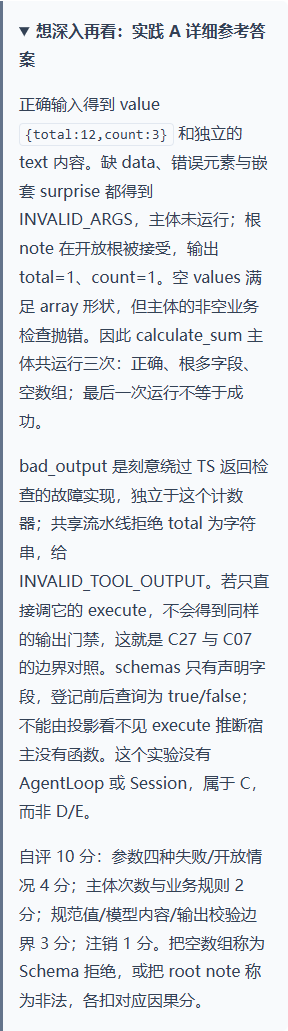 ▼ 想深入再看：实践 A 详细参考答
案
正确输入得到 value
{total:12,count:3} 和独立的
text 内容。缺 data、错误元素与嵌
套 surprise 都得到
INVALID_ARGS，主体未运行；根
note 在开放根被接受，输出
total=1、count=1。空 values 满
足 array 形状，但主体的非空业务
检查抛错。因此 calculate_sum 主
体共运行三次：正确、根多字段、
空数组；最后一次运行不等于成
功。
bad_output 是刻意绕过 TS 返回检
查的故障实现，独立于这个计数
器；共享流水线拒绝 total 为字符
串，给
INVALID_TOOL_OUTPUT。若只直
接调它的 execute，不会得到同样
的输出门禁，这就是 C27 与 C07
的边界对照。schemas 只有声明字
段，登记前后查询为 true/false；
不能由投影看不见 execute 推断宿
主没有函数。这个实验没有
AgentLoop 或 Session，属于 C，
而非 D/E。
自评 10 分：参数四种失败/开放情
况 4 分；主体次数与业务规则 2
分；规范值/模型内容/输出校验边
界 3 分；注销 1 分。把空数组称为
Schema 拒绝，或把 root note 称
为非法，各扣对应因果分。